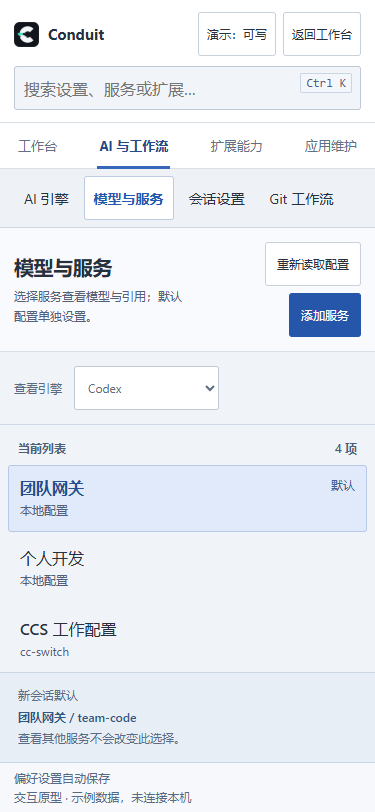 Conduit
演示：可写
返回工作台
搜索设置、服务或扩展...
Ctrl K
工作台
AI 与工作流
扩展能力
应用维护
AI 引擎
模型与服务
会话设置
Git 工作流
模型与服务
重新读取配置
选择服务查看模型与引用；默认
配置单独设置。
添加服务
查看引擎
Codex
当前列表
4 项
团队网关
默认
本地配置
个人开发
本地配置
CCS 工作配置
cc-switch
新会话默认
团队网关 / team-code
查看其他服务不会改变此选择。
偏好设置自动保存
交互原型 · 示例数据，未连接本机